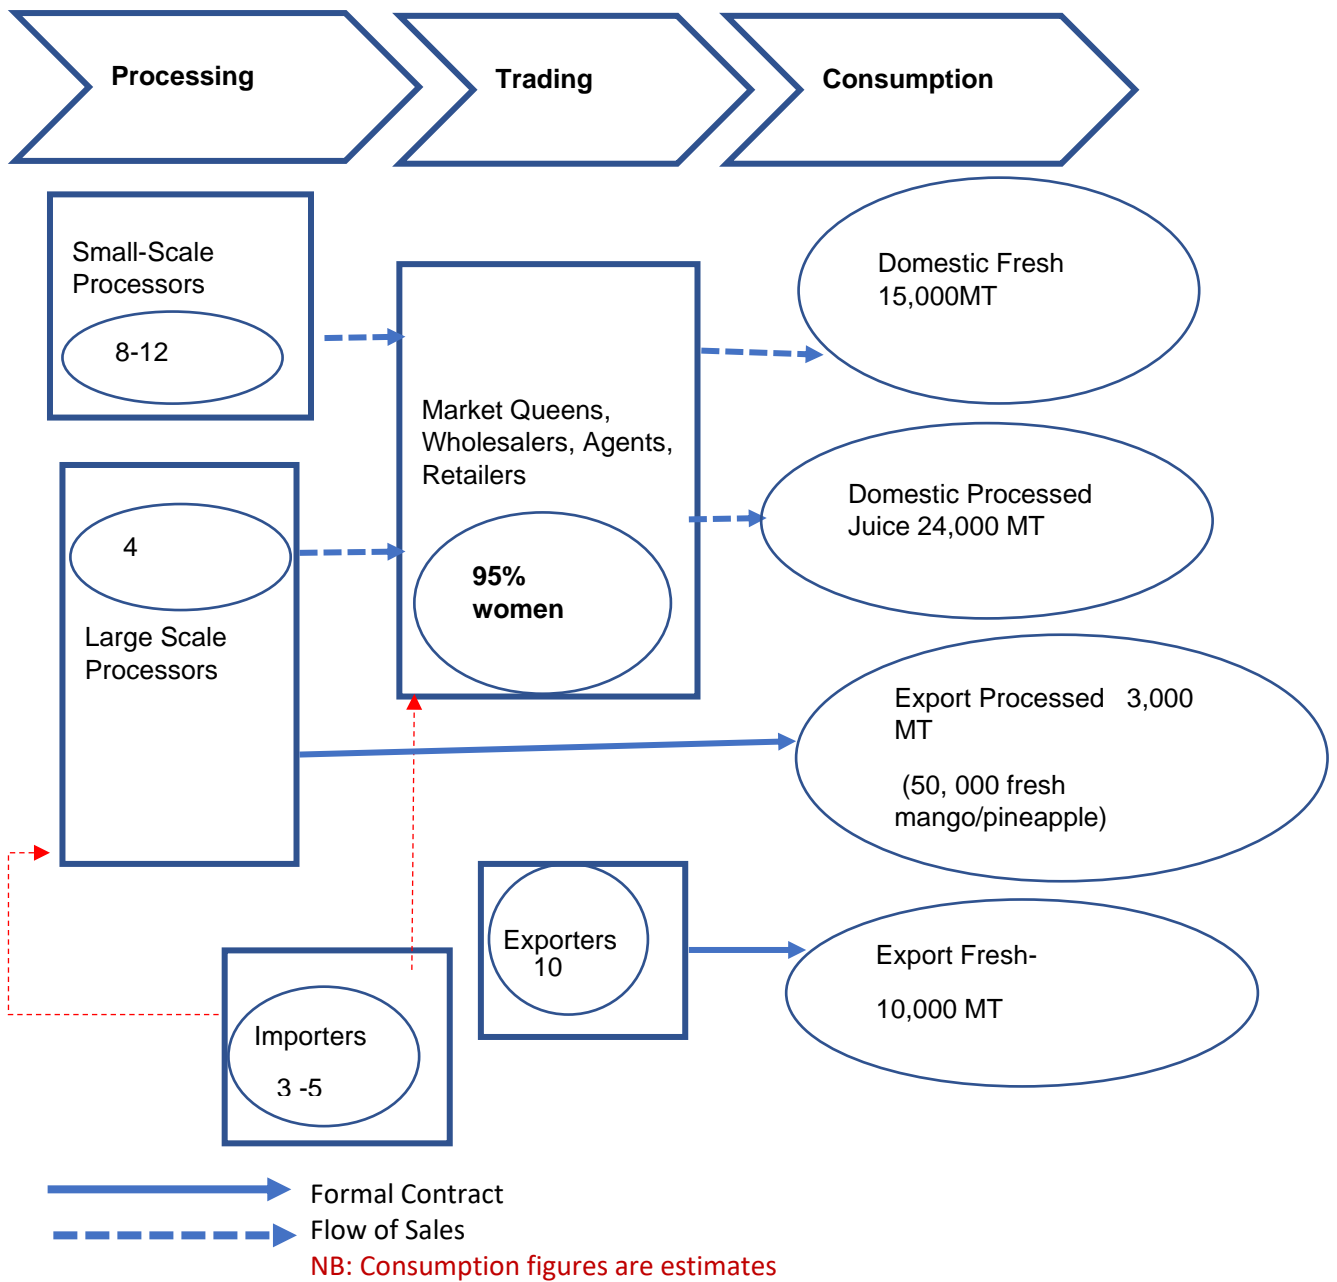 Processing
Trading
Consumption
Small-Scale
Processors
8-12
4
Large Scale
Processors
Market Queens,
Wholesalers, Agents,
Retailers
95%
women
Domestic Fresh
15,000MT
Domestic Processed
Juice 24,000 MT
Export Processed 3,000
MT
(50, 000 fresh
mango/pineapple)
Exporters
10
Export Fresh-
10,000 MT
Importers
3 -5
Formal Contract
Flow of Sales
NB: Consumption figures are estimates